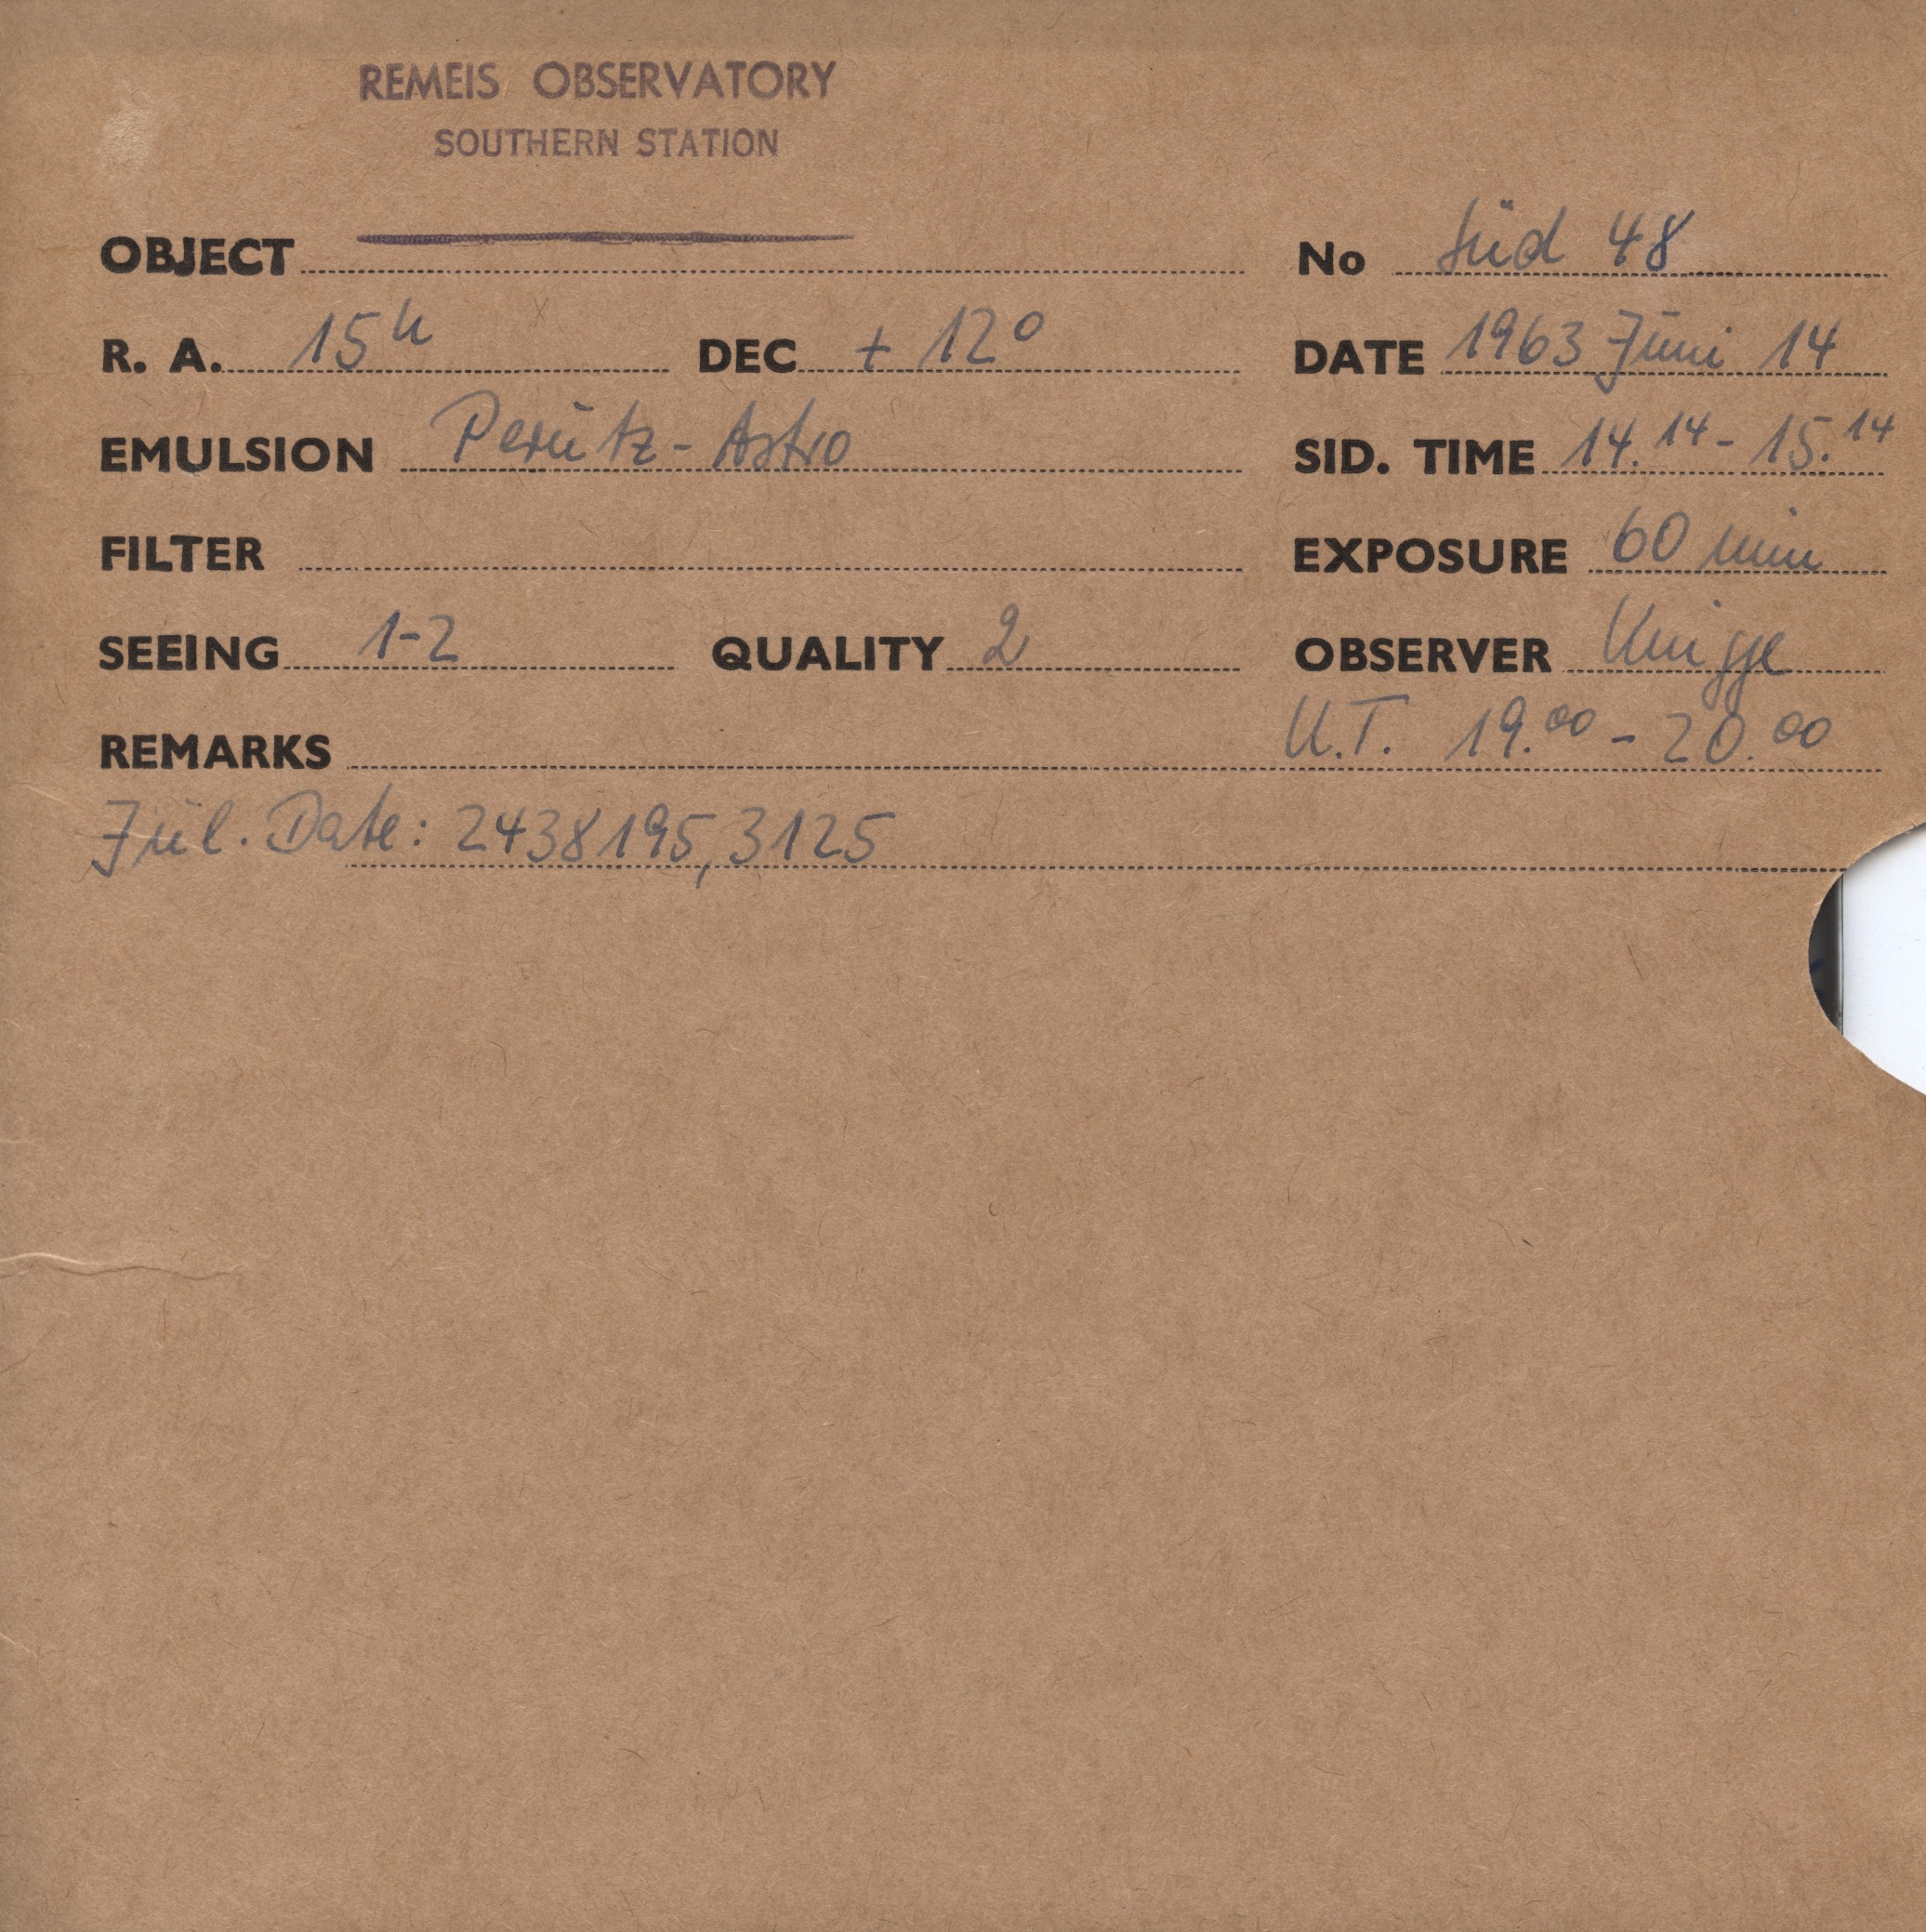 REMEIS OBSERVATORY
SOUTHERN STATION
OBJECT No Süd 48
R. A. 15h DEC + 12° DATE 1963 Juni 14
EMULSION Perutz-Astro SID. TIME 14.14 - 15.14
FILTER EXPOSURE 60 min
SEEING 1-2 QUALITY 2 OBSERVER Knigge
REMARKS U.T. 19.00 - 20.00
Jul. Date: 2438195,3125